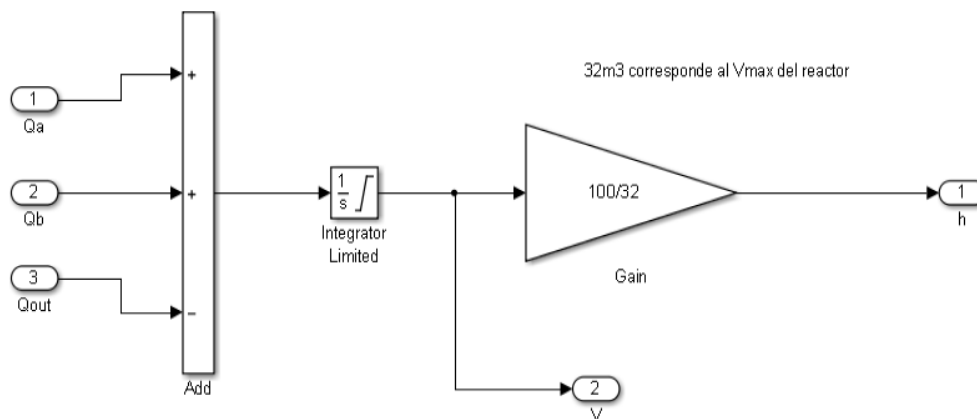 32m3 corresponde al Vmax del reactor
1
Qa
+
2
Qb
+
3
Qout
−
Add
1
s
Integrator
Limited
100/32
Gain
1
h
2
V